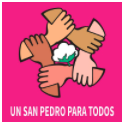 UN SAN PEDRO PARA TODOS